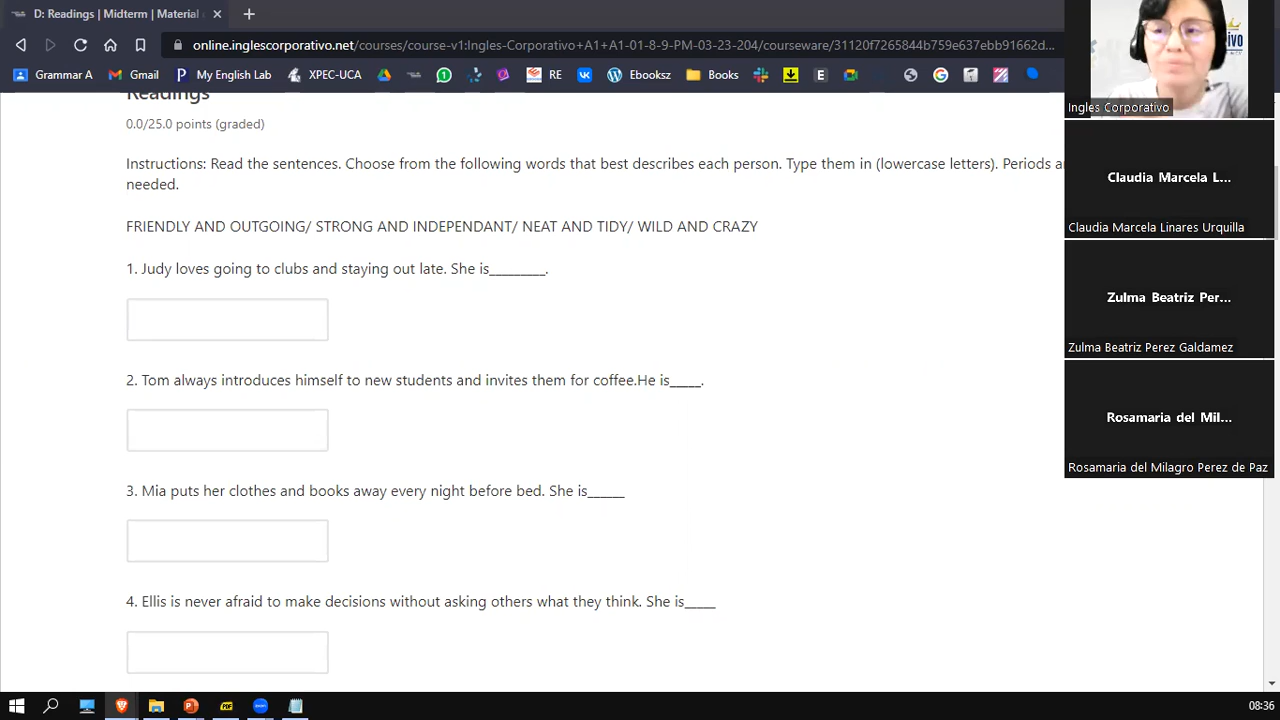 D: Readings | Midterm | Material
online.inglescorporativo.net/courses/course-v1:Ingles-Corporativo+A1+A1-01-8-9-PM-03-23-204/courseware/31120f7265844b759e637ebb91662d...
Grammar A Gmail My English Lab XPEC-UCA RE Ebooksz Books
Readings
0.0/25.0 points (graded)
Instructions: Read the sentences. Choose from the following words that best describes each person. Type them in (lowercase letters). Periods
needed.
FRIENDLY AND OUTGOING/ STRONG AND INDEPENDANT/ NEAT AND TIDY/ WILD AND CRAZY
1. Judy loves going to clubs and staying out late. She is_________.
2. Tom always introduces himself to new students and invites them for coffee.He is_____.
3. Mia puts her clothes and books away every night before bed. She is______
4. Ellis is never afraid to make decisions without asking others what they think. She is_____
Ingles Corporativo
Claudia Marcela L...
Claudia Marcela Linares Urquilla
Zulma Beatriz Per...
Zulma Beatriz Perez Galdamez
Rosamaria del Mil...
Rosamaria del Milagro Perez de Paz
08:36